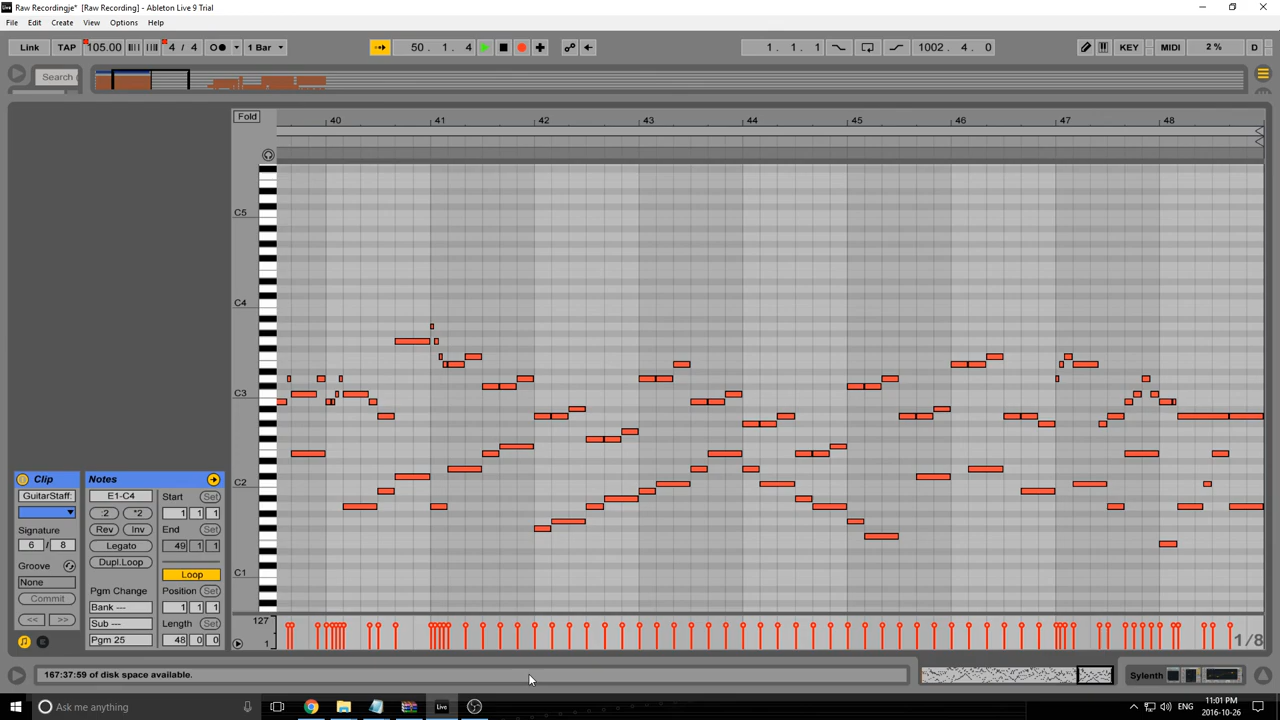 Raw Recordingje* [Raw Recording] - Ableton Live 9 Trial
File Edit Create View Options Help
Link TAP 105.00 4 / 4 1 Bar 50 . 1 . 4 1 . 1 . 1 1002 . 4 . 0 KEY MIDI 2 % D
Search
Fold 40 41 42 43 44 45 46 47 48
C5
C4
C3
C2
C1
Clip Notes
GuitarStaff: E1-C4 Start Set
:2 *2 1 1 1
Signature Rev Inv End Set
6 / 8 Legato 49 1 1
Groove Dupl.Loop
None Loop
Commit Pgm Change Position Set
Bank --- 1 1 1
<< >> Sub --- Length Set
Pgm 25 48 0 0
127
1
1/8
167:37:59 of disk space available.
Sylenth
Ask me anything
Live
ENG
11:01 PM
2016-10-26